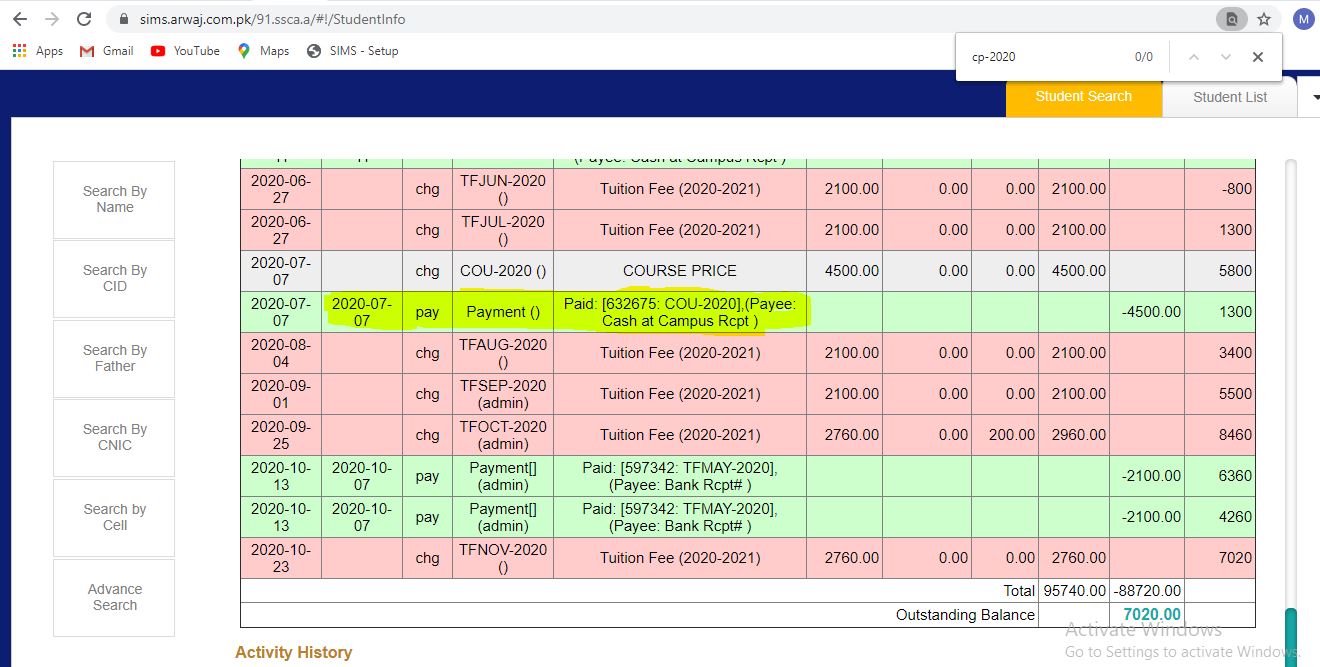 sims.arwaj.com.pk/91.ssca.a/#!/StudentInfo
M
Apps Gmail YouTube Maps SIMS - Setup
cp-2020 0/0
Student Search Student List
Search By
Name
Search By
CID
Search By
Father
Search By
CNIC
Search by
Cell
Advance
Search
(Payee: Cash at Campus Rcpt )
2020-06-27 chg TFJUN-2020 () Tuition Fee (2020-2021) 2100.00 0.00 0.00 2100.00 -800
2020-06-27 chg TFJUL-2020 () Tuition Fee (2020-2021) 2100.00 0.00 0.00 2100.00 1300
2020-07-07 chg COU-2020 () COURSE PRICE 4500.00 0.00 0.00 4500.00 5800
2020-07-07 2020-07-07 pay Payment () Paid: [632675: COU-2020],(Payee: Cash at Campus Rcpt ) -4500.00 1300
2020-08-04 chg TFAUG-2020 () Tuition Fee (2020-2021) 2100.00 0.00 0.00 2100.00 3400
2020-09-01 chg TFSEP-2020 (admin) Tuition Fee (2020-2021) 2100.00 0.00 0.00 2100.00 5500
2020-09-25 chg TFOCT-2020 (admin) Tuition Fee (2020-2021) 2760.00 0.00 200.00 2960.00 8460
2020-10-13 2020-10-07 pay Payment[] (admin) Paid: [597342: TFMAY-2020], (Payee: Bank Rcpt# ) -2100.00 6360
2020-10-13 2020-10-07 pay Payment[] (admin) Paid: [597342: TFMAY-2020], (Payee: Bank Rcpt# ) -2100.00 4260
2020-10-23 chg TFNOV-2020 () Tuition Fee (2020-2021) 2760.00 0.00 0.00 2760.00 7020
Total 95740.00 -88720.00
Outstanding Balance 7020.00
Activity History
Activate Windows
Go to Settings to activate Windows.